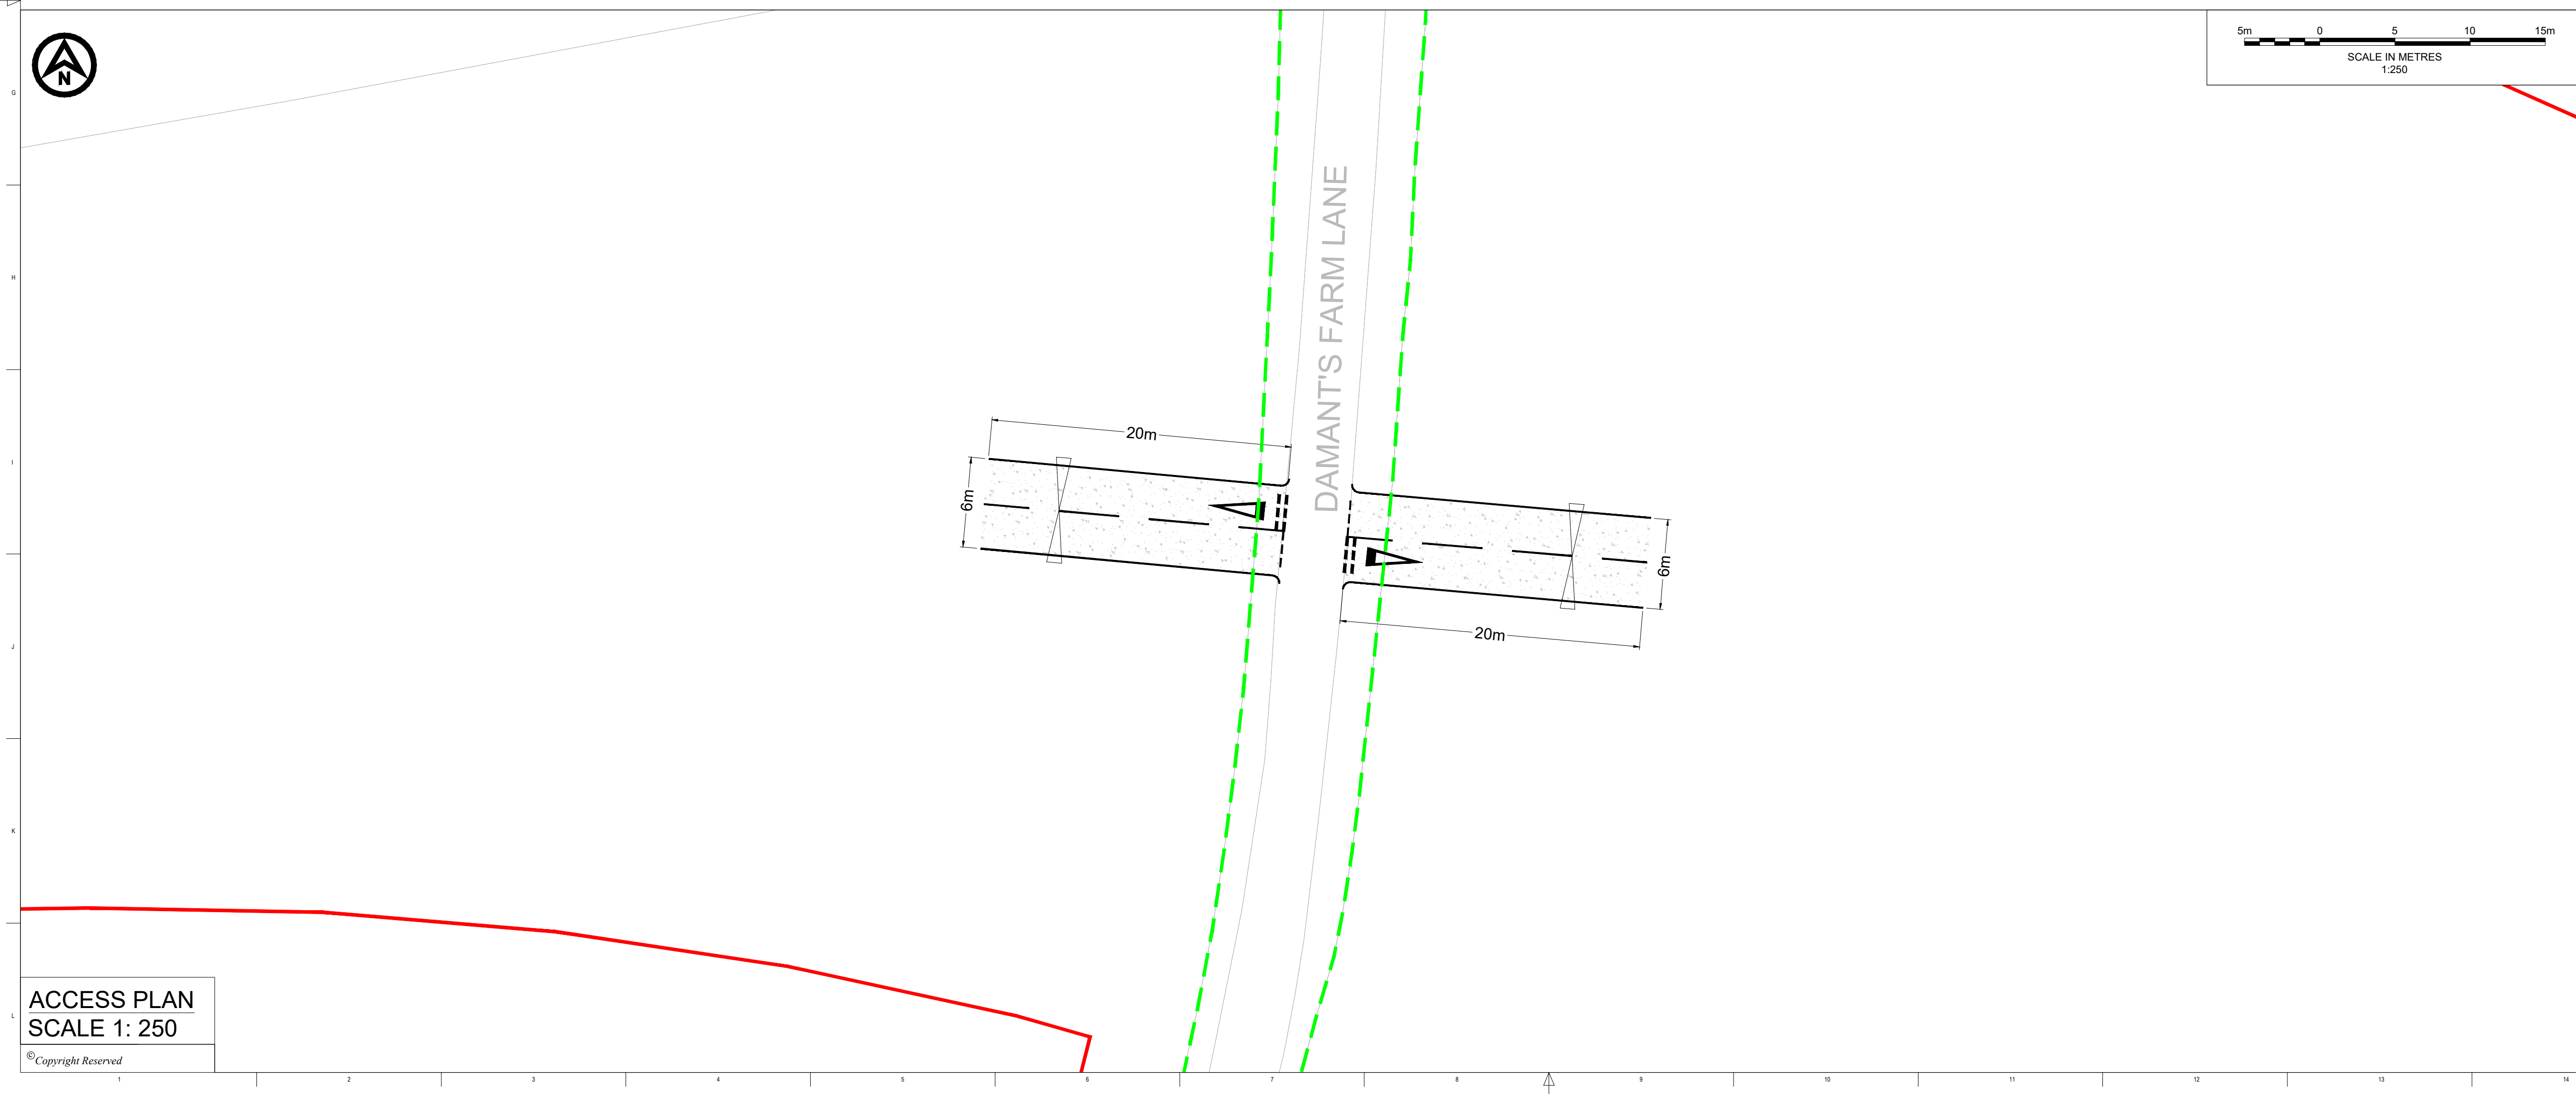 N
5m 0 5 10 15m
SCALE IN METRES
1:250
G
H
I
J
K
L
DAMANT'S FARM LANE
20m
6m
6m
20m
ACCESS PLAN
SCALE 1: 250
©Copyright Reserved
1 2 3 4 5 6 7 8 9 10 11 12 13 14